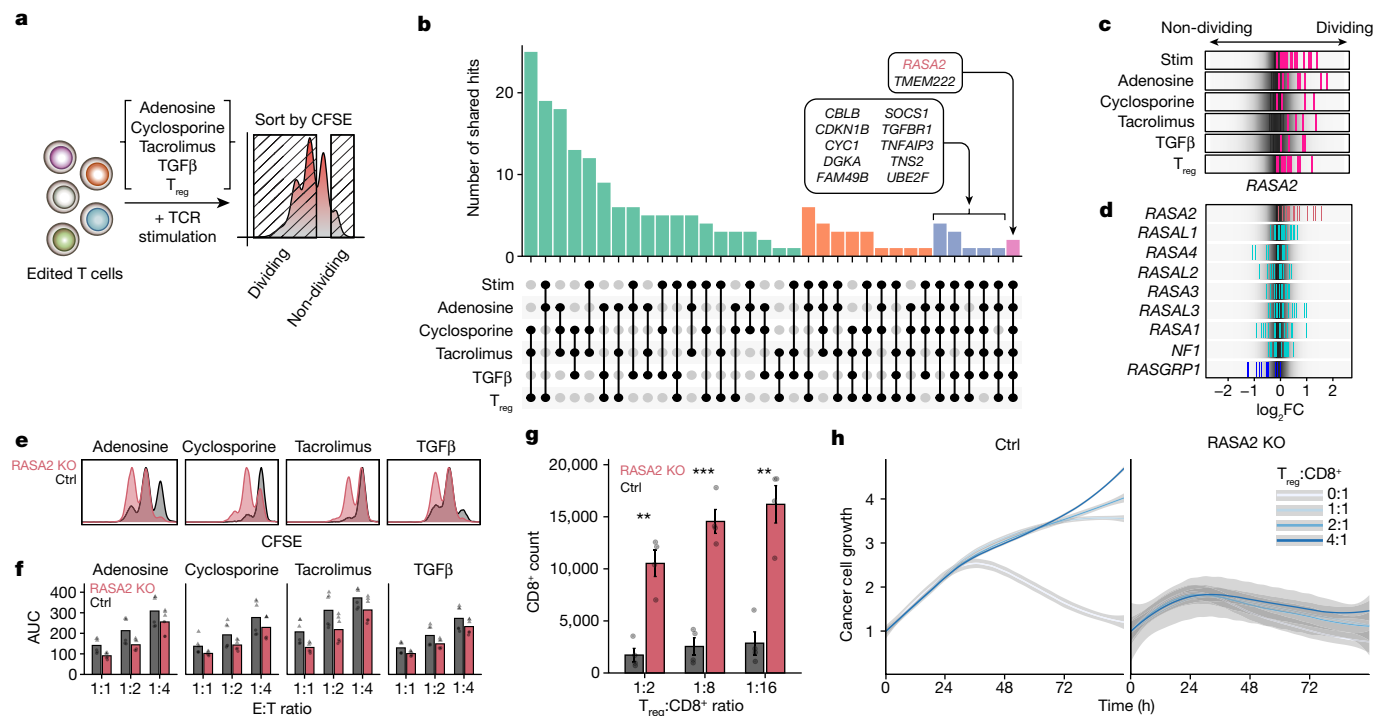 a
Adenosine
Cyclosporine
Tacrolimus
TGFβ
Treg
+ TCR
stimulation
Edited T cells
Sort by CFSE
Dividing
Non-dividing
b
Number of shared hits
20
10
0
RASA2
TMEM222
CBLB SOCS1
CDKN1B TGFBR1
CYC1 TNFAIP3
DGKA TNS2
FAM49B UBE2F
Stim
Adenosine
Cyclosporine
Tacrolimus
TGFβ
Treg
c
Non-dividing Dividing
Stim
Adenosine
Cyclosporine
Tacrolimus
TGFβ
Treg
RASA2
d
RASA2
RASAL1
RASA4
RASAL2
RASA3
RASAL3
RASA1
NF1
RASGRP1
−2 −1 0 1 2
log2FC
e
Adenosine Cyclosporine Tacrolimus TGFβ
RASA2 KO
Ctrl
CFSE
f
Adenosine Cyclosporine Tacrolimus TGFβ
RASA2 KO
Ctrl
AUC
400
300
200
100
0
1:1 1:2 1:4 1:1 1:2 1:4 1:1 1:2 1:4 1:1 1:2 1:4
E:T ratio
g
RASA2 KO
Ctrl
CD8+ count
20,000
15,000
10,000
5,000
0
** *** **
1:2 1:8 1:16
Treg:CD8+ ratio
h
Ctrl RASA2 KO
Cancer cell growth
4
3
2
1
Treg:CD8+
0:1
1:1
2:1
4:1
0 24 48 72 0 24 48 72
Time (h)